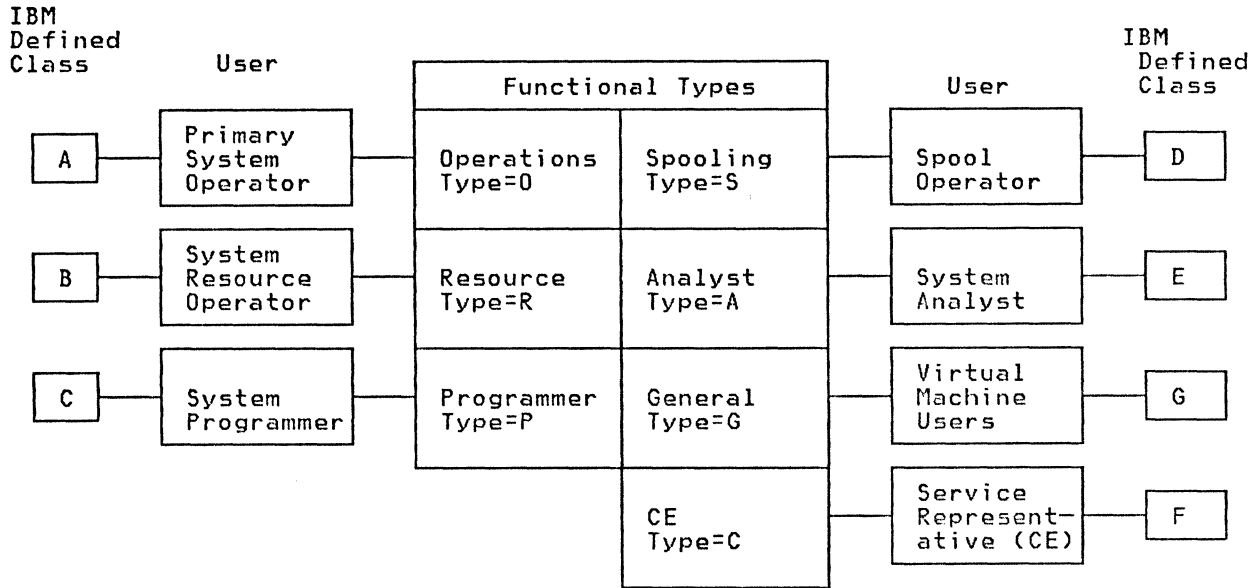 IBM
Defined
Class
User
Functional Types
User
IBM
Defined
Class
A
Primary
System
Operator
Operations
Type=O
Spooling
Type=S
Spool
Operator
D
B
System
Resource
Operator
Resource
Type=R
Analyst
Type=A
System
Analyst
E
C
System
Programmer
Programmer
Type=P
General
Type=G
Virtual
Machine
Users
G
CE
Type=C
Service
Represent-
ative (CE)
F